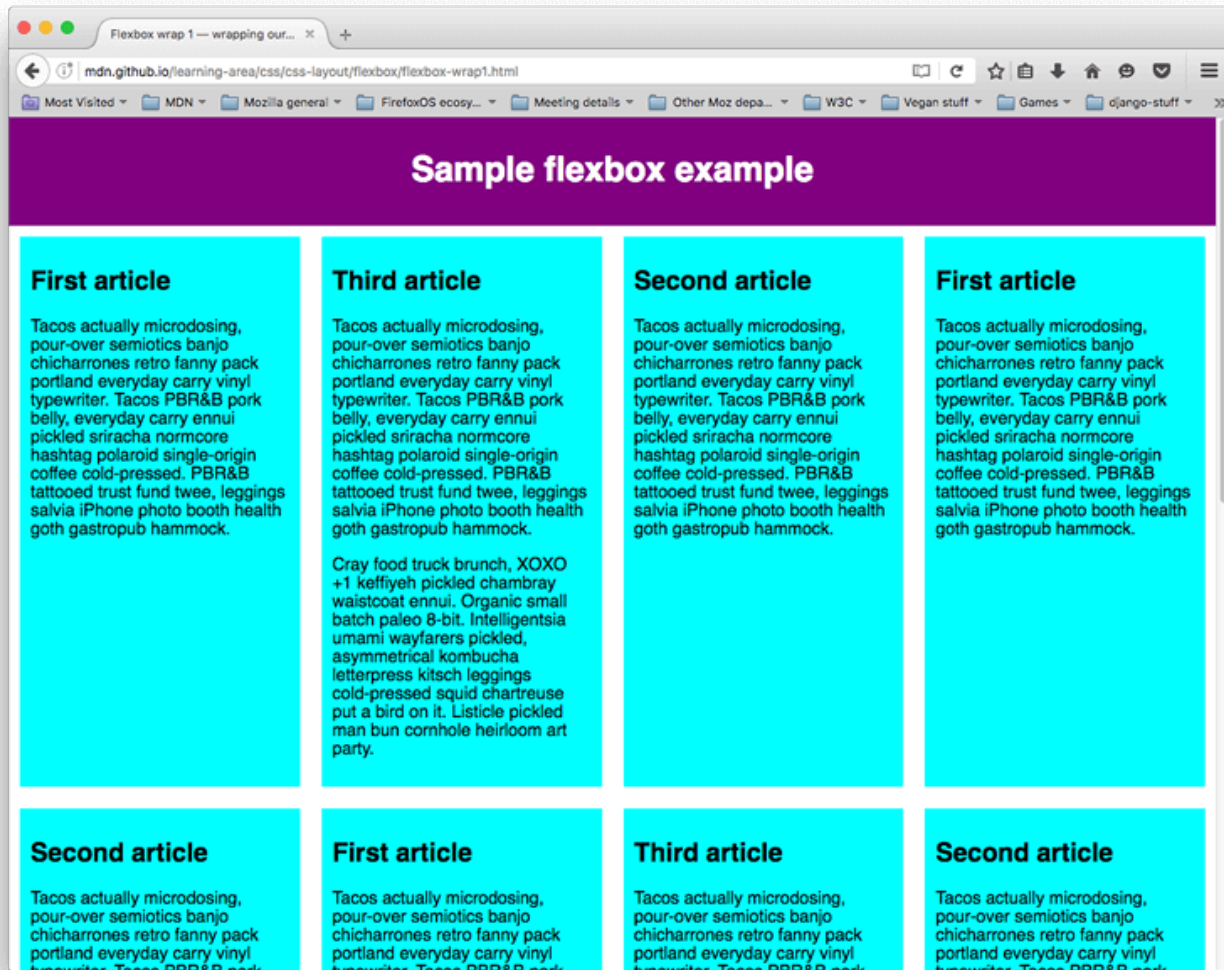 Flexbox wrap 1 — wrapping our...
mdn.github.io/learning-area/css/css-layout/flexbox/flexbox-wrap1.html
Most Visited
MDN
Mozilla general
FirefoxOS ecosy...
Meeting details
Other Moz depa...
W3C
Vegan stuff
Games
django-stuff
Sample flexbox example
First article
Tacos actually microdosing,
pour-over semiotics banjo
chicharrones retro fanny pack
portland everyday carry vinyl
typewriter. Tacos PBR&B pork
belly, everyday carry ennui
pickled sriracha normcore
hashtag polaroid single-origin
coffee cold-pressed. PBR&B
tattooed trust fund twee, leggings
salvia iPhone photo booth health
goth gastropub hammock.
Third article
Tacos actually microdosing,
pour-over semiotics banjo
chicharrones retro fanny pack
portland everyday carry vinyl
typewriter. Tacos PBR&B pork
belly, everyday carry ennui
pickled sriracha normcore
hashtag polaroid single-origin
coffee cold-pressed. PBR&B
tattooed trust fund twee, leggings
salvia iPhone photo booth health
goth gastropub hammock.
Cray food truck brunch, XOXO
+1 keffiyeh pickled chambray
waistcoat ennui. Organic small
batch paleo 8-bit. Intelligentsia
umami wayfarers pickled,
asymmetrical kombucha
letterpress kitsch leggings
cold-pressed squid chartreuse
put a bird on it. Listicle pickled
man bun cornhole heirloom art
party.
Second article
Tacos actually microdosing,
pour-over semiotics banjo
chicharrones retro fanny pack
portland everyday carry vinyl
typewriter. Tacos PBR&B pork
belly, everyday carry ennui
pickled sriracha normcore
hashtag polaroid single-origin
coffee cold-pressed. PBR&B
tattooed trust fund twee, leggings
salvia iPhone photo booth health
goth gastropub hammock.
First article
Tacos actually microdosing,
pour-over semiotics banjo
chicharrones retro fanny pack
portland everyday carry vinyl
typewriter. Tacos PBR&B pork
belly, everyday carry ennui
pickled sriracha normcore
hashtag polaroid single-origin
coffee cold-pressed. PBR&B
tattooed trust fund twee, leggings
salvia iPhone photo booth health
goth gastropub hammock.
Second article
Tacos actually microdosing,
pour-over semiotics banjo
chicharrones retro fanny pack
portland everyday carry vinyl
typewriter. Tacos PBR&B pork
First article
Tacos actually microdosing,
pour-over semiotics banjo
chicharrones retro fanny pack
portland everyday carry vinyl
typewriter. Tacos PBR&B pork
Third article
Tacos actually microdosing,
pour-over semiotics banjo
chicharrones retro fanny pack
portland everyday carry vinyl
typewriter. Tacos PBR&B pork
Second article
Tacos actually microdosing,
pour-over semiotics banjo
chicharrones retro fanny pack
portland everyday carry vinyl
typewriter. Tacos PBR&B pork